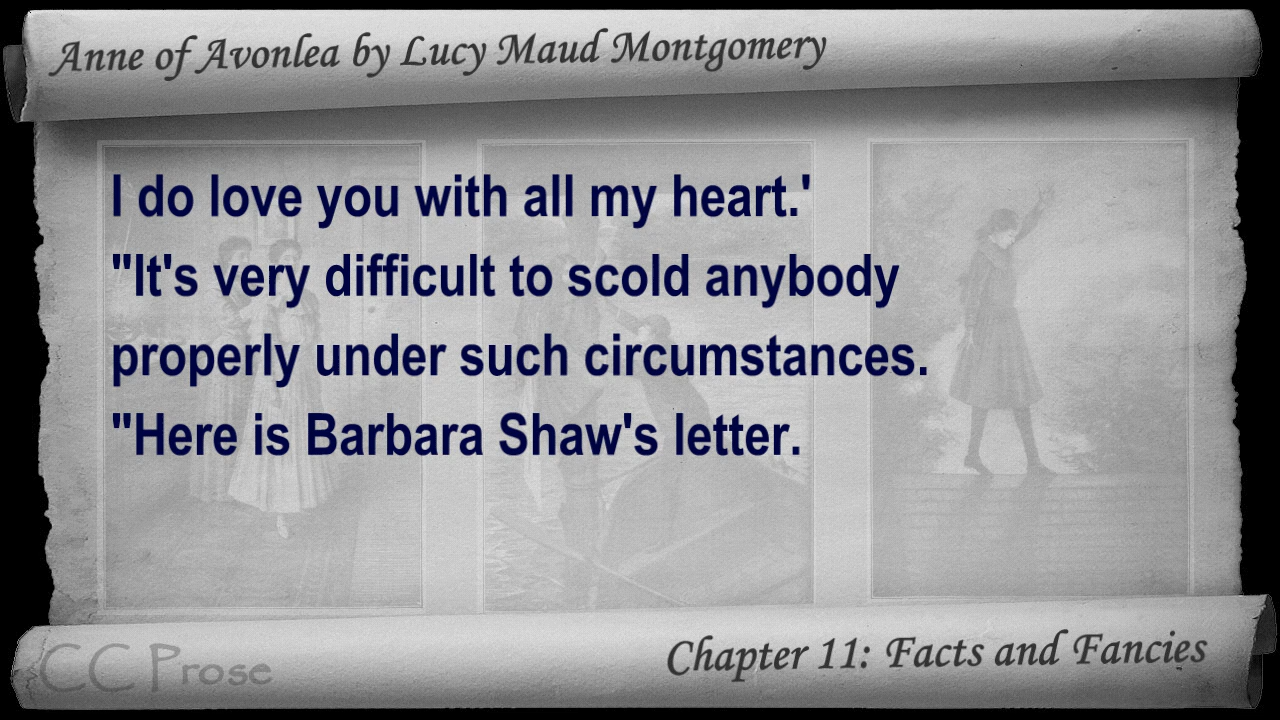 Anne of Avonlea by Lucy Maud Montgomery
I do love you with all my heart.'
"It's very difficult to scold anybody
properly under such circumstances.
"Here is Barbara Shaw's letter.
CC Prose
Chapter 11: Facts and Fancies